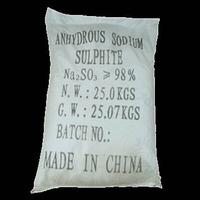 ANHYDROUS SODIUM
SULPHITE
Na₂SO₃ ≥ 98%
N. W.: 25.0KGS
G. W.: 25.07KGS
BATCH NO.:
MADE IN CHINA